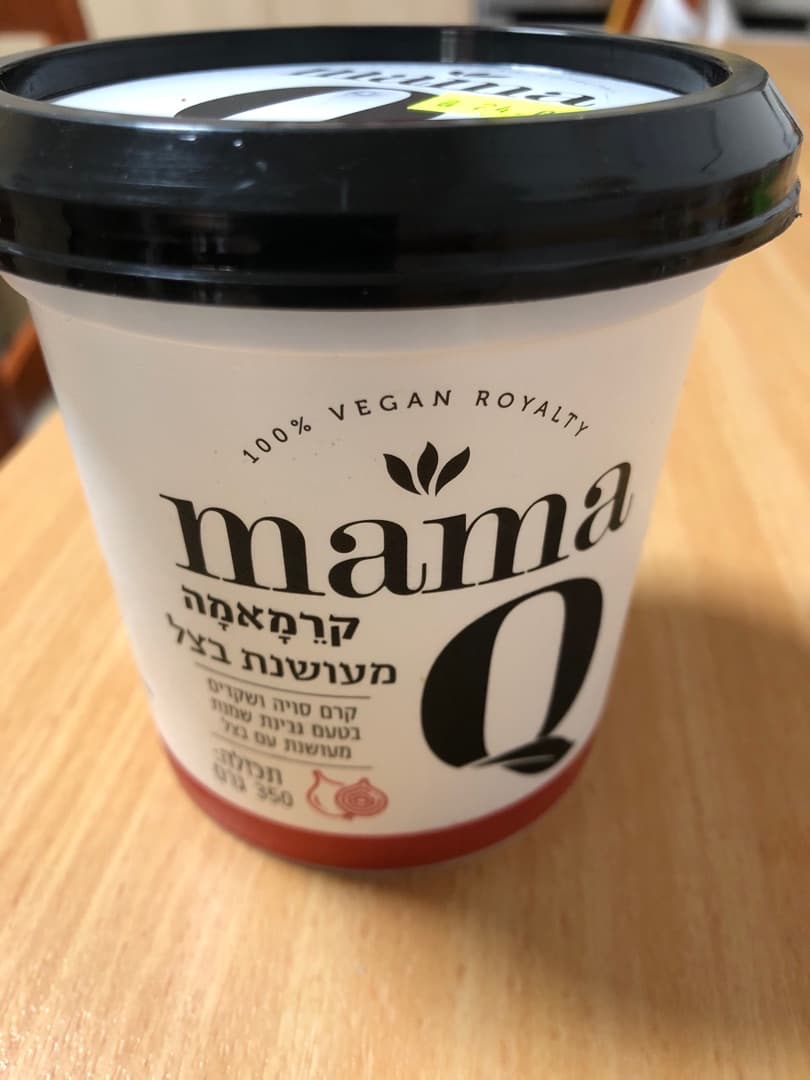 100% VEGAN ROYALTY
mama
Q
קרֵמָאמָה
מעושנת בצל
קרם סויה ושקדים
בטעם גבינת שמנת
מעושנת עם בצל
תכולה:
350 גרם